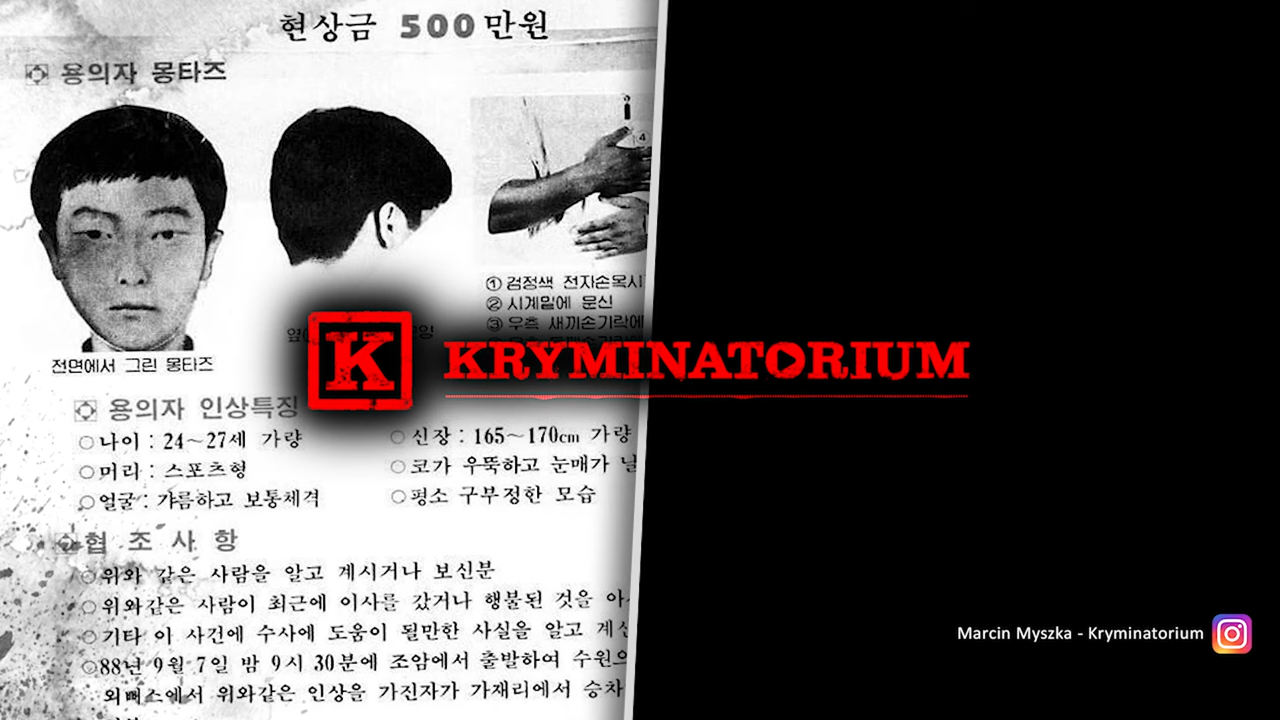 현상금 500만원
용의자 몽타즈
전면에서 그린 몽타즈
①검정색 전자손목시
②시계밑에 문신
③우측 새끼손가락에
K KRYMINATORIUM
용의자 인상특징
○나이 : 24~27세 가량
○신장 : 165~170cm 가량
○머리 : 스포츠형
○코가 우뚝하고 눈매가 날
○얼굴 : 갸름하고 보통체격
○평소 구부정한 모습
협 조 사 항
○위와 같은 사람을 알고 계시거나 보신분
○위와같은 사람이 최근에 이사를 갔거나 행불된 것을 아
○기타 이 사건에 수사에 도움이 될만한 사실을 알고 계신
○88년 9월 7일 밤 9시 30분에 조암에서 출발하여 수원으
외뻐스에서 위와같은 인상을 가진자가 가재리에서 승차
Marcin Myszka - Kryminatorium